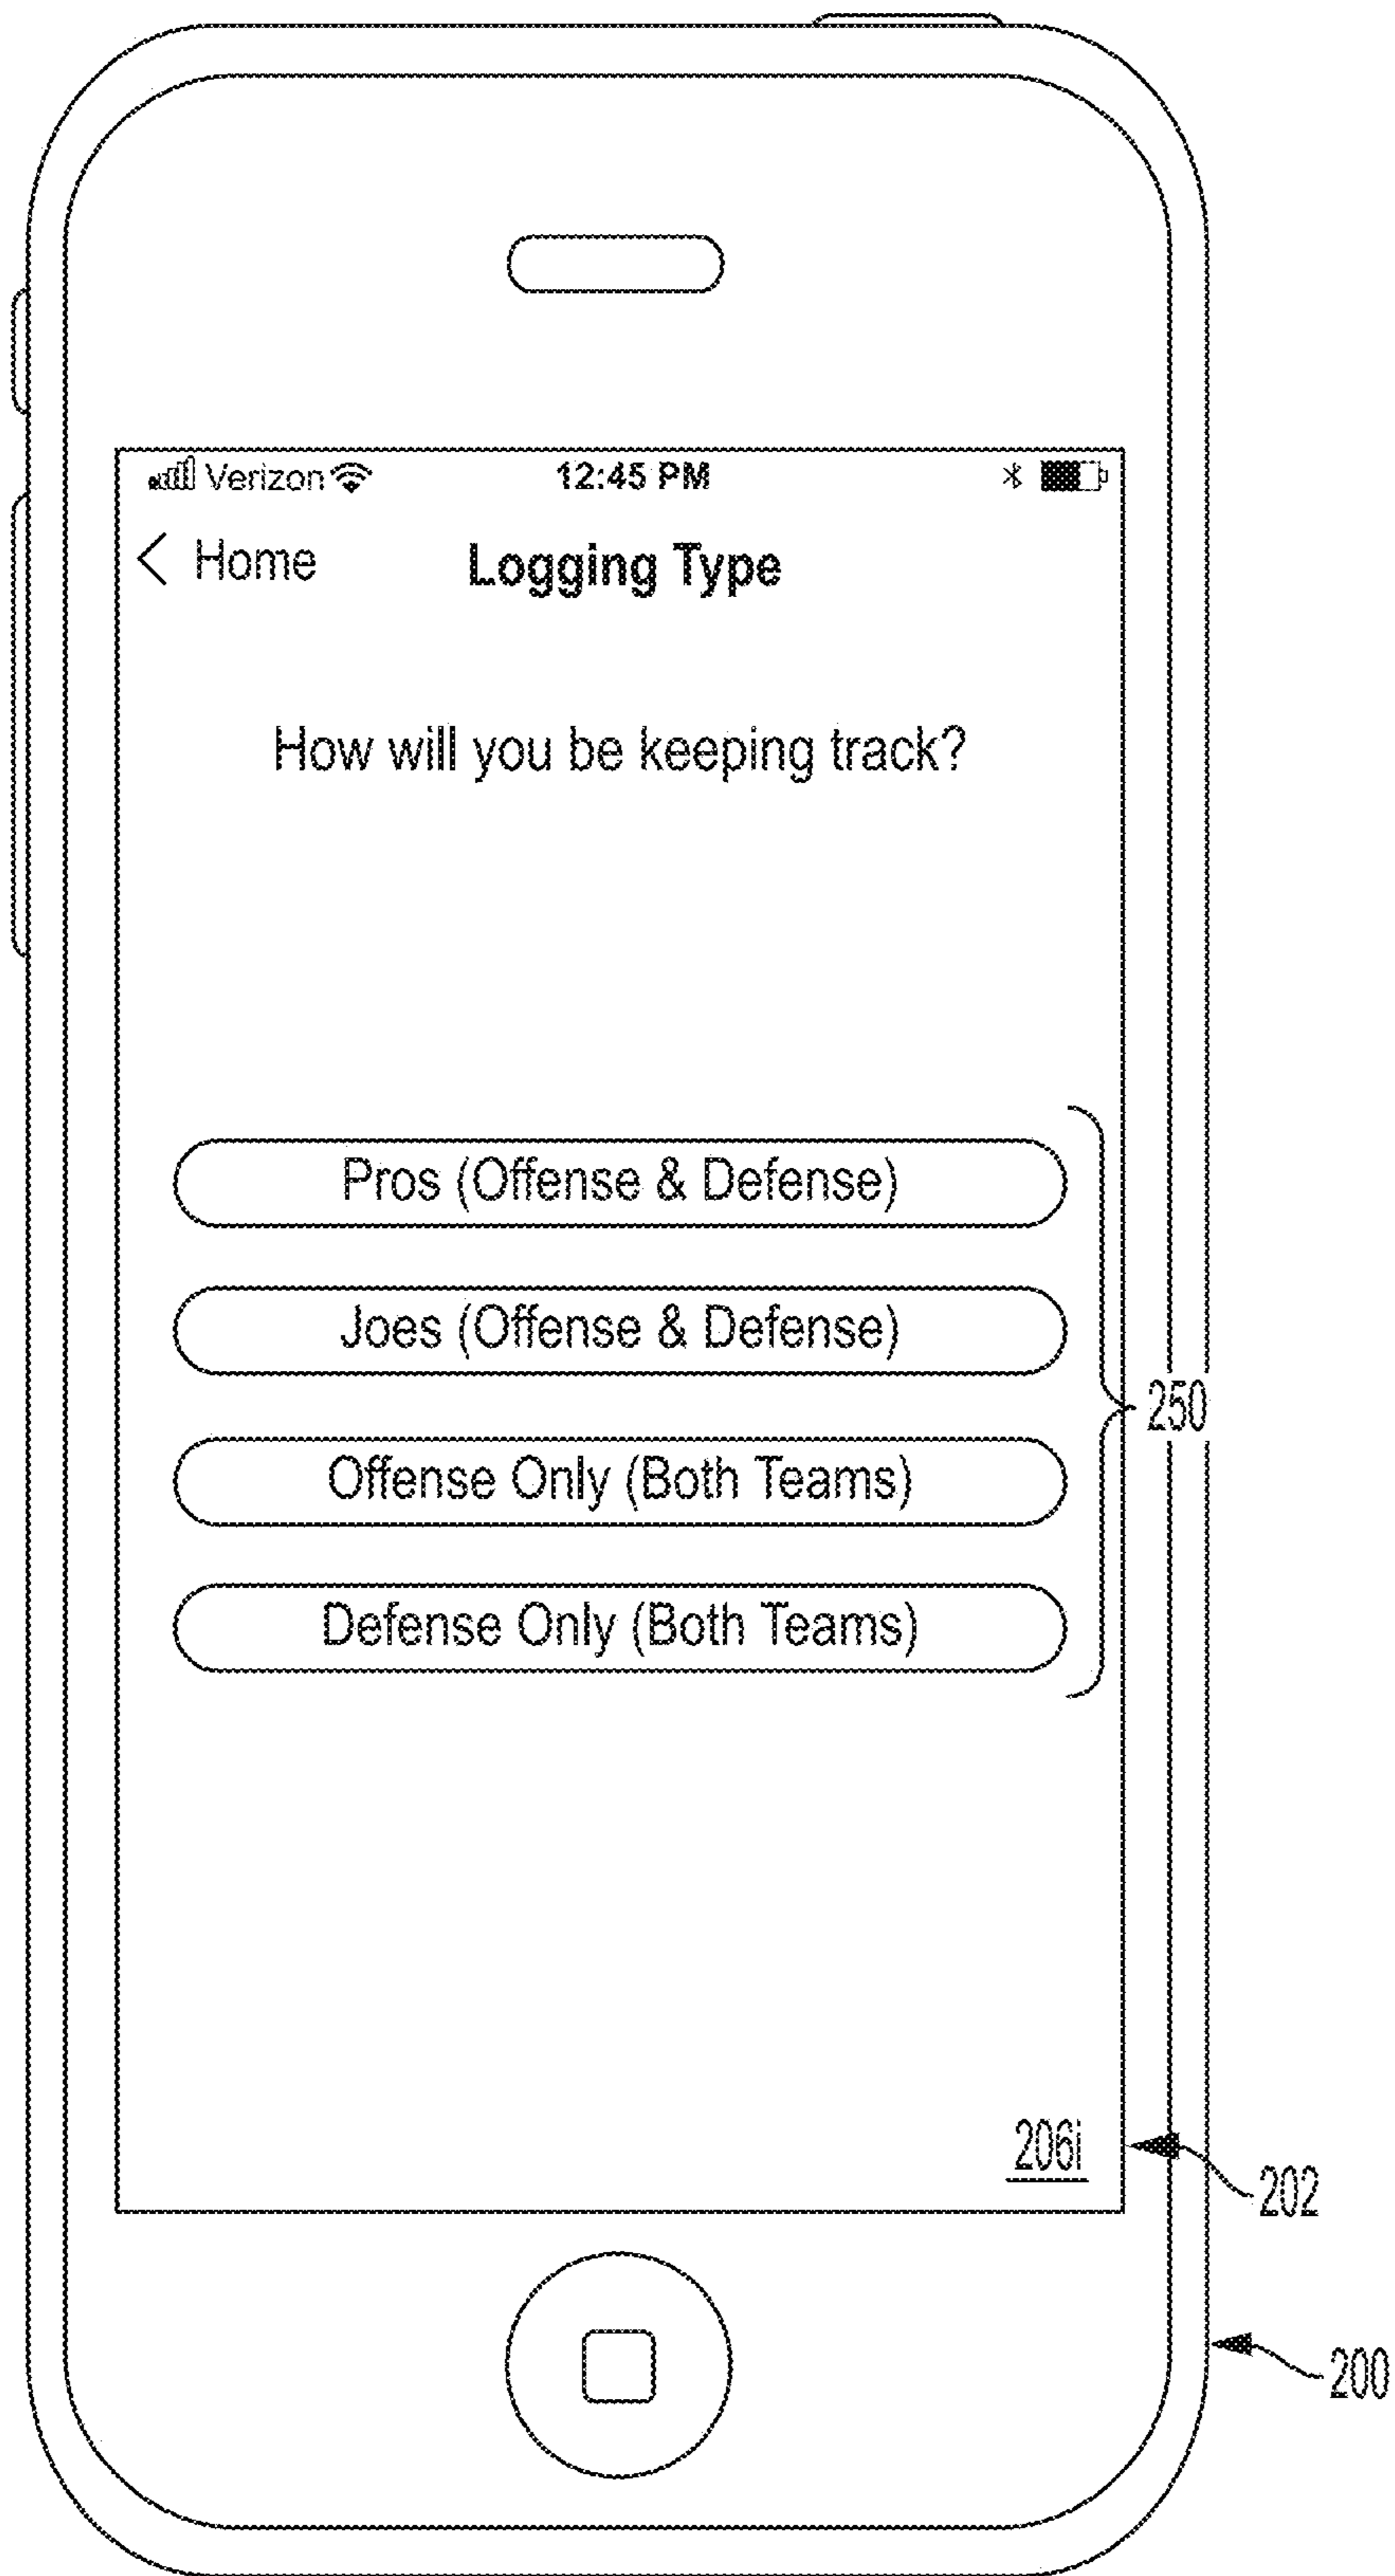 Verizon 12:45 PM
< Home Logging Type
How will you be keeping track?
Pros (Offense & Defense)
Joes (Offense & Defense)
250
Offense Only (Both Teams)
Defense Only (Both Teams)
206i
202
200